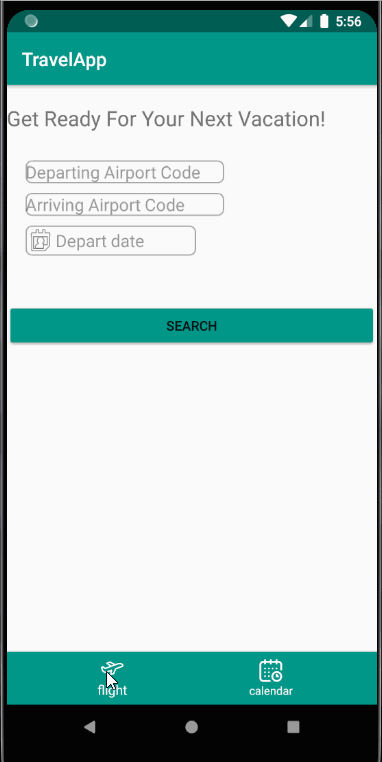 5:56
TravelApp
Get Ready For Your Next Vacation!
Departing Airport Code
Arriving Airport Code
Depart date
SEARCH
flight
calendar